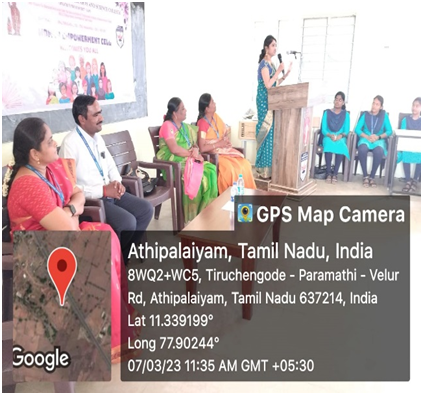 EMPOWERMENT CELL
GPS Map Camera
Athipalaiyam, Tamil Nadu, India
8WQ2+WC5, Tiruchengode - Paramathi - Velur
Rd, Athipalaiyam, Tamil Nadu 637214, India
Lat 11.339199°
Long 77.90244°
07/03/23 11:35 AM GMT +05:30
Google